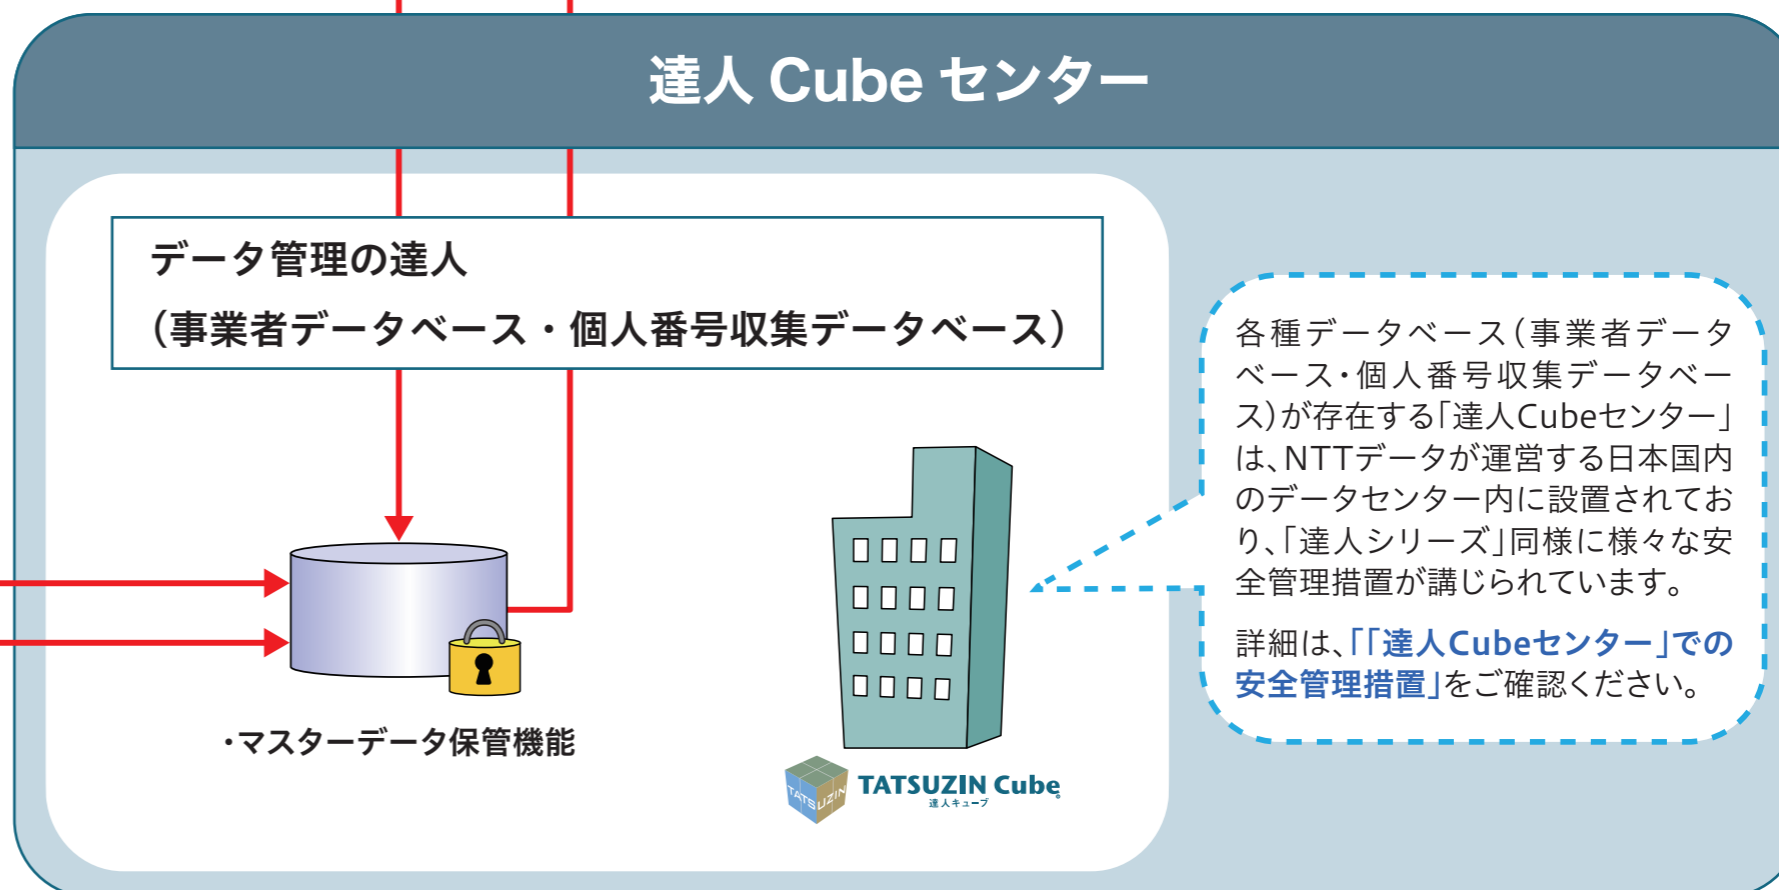 達人 Cube センター
データ管理の達人
（事業者データベース・個人番号収集データベース）
各種データベース（事業者データ
ベース・個人番号収集データベー
ス）が存在する「達人Cubeセンター」
は、NTTデータが運営する日本国内
のデータセンター内に設置されてお
り、「達人シリーズ」同様に様々な安
全管理措置が講じられています。
詳細は、「「達人Cubeセンター」での
安全管理措置」をご確認ください。
・マスターデータ保管機能
TATSUZIN
TATSUZIN Cube
達人キューブ